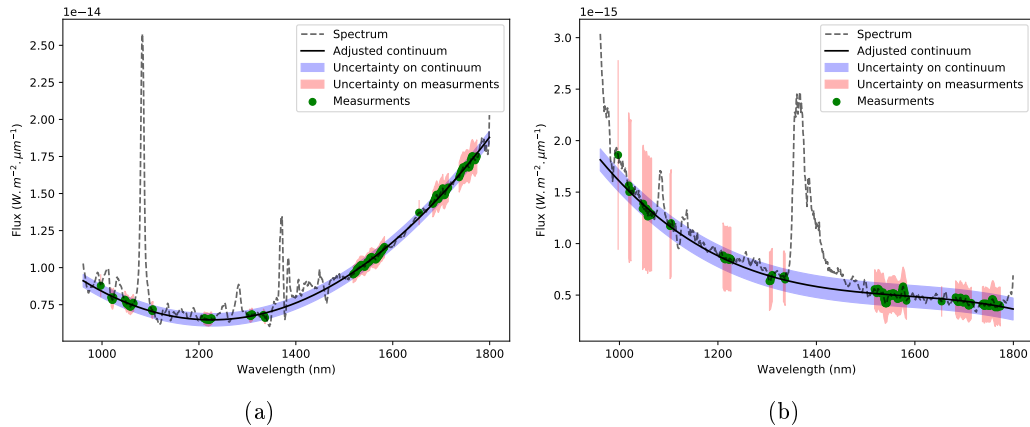 1e−14
2.50
2.25
2.00
1.75
1.50
1.25
1.00
0.75
Flux (W. m⁻². μm⁻¹)
1000 1200 1400 1600 1800
Wavelength (nm)
Spectrum
Adjusted continuum
Uncertainty on continuum
Uncertainty on measurments
Measurments
(a)
1e−15
3.0
2.5
2.0
1.5
1.0
0.5
Flux (W. m⁻². μm⁻¹)
1000 1200 1400 1600 1800
Wavelength (nm)
Spectrum
Adjusted continuum
Uncertainty on continuum
Uncertainty on measurments
Measurments
(b)